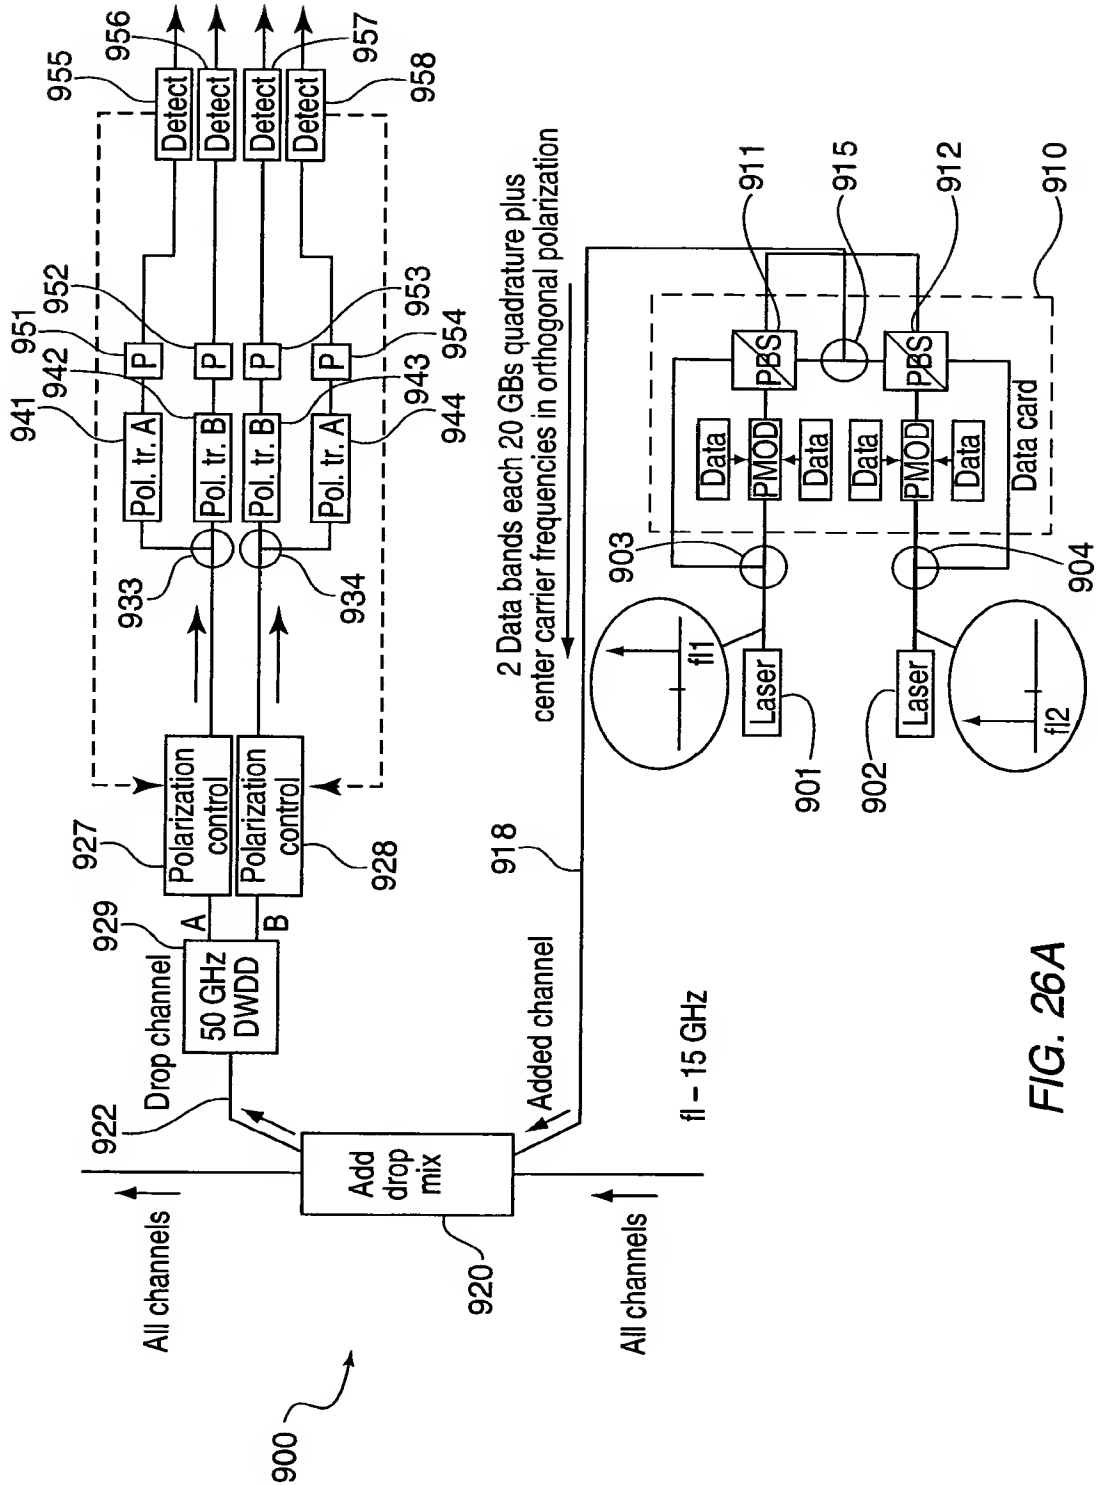 955
956
957
958
Detect
Detect
Detect
Detect
951
952
953
954
P
P
P
P
941
942
943
944
Pol. tr. A
Pol. tr. B
Pol. tr. B
Pol. tr. A
933
934
927
928
Polarization
control
Polarization
control
929
A
B
Drop channel
50 GHz
DWDD
922
All channels
Add
drop
mix
920
All channels
900
Added channel
918
2 Data bands each 20 GBs quadrature plus
center carrier frequencies in orthogonal polarization
911
915
912
910
PBS
PBS
Data
PMOD
Data
Data
PMOD
Data
Data card
903
904
fl1
fl2
Laser
Laser
901
902
fl – 15 GHz
FIG. 26A